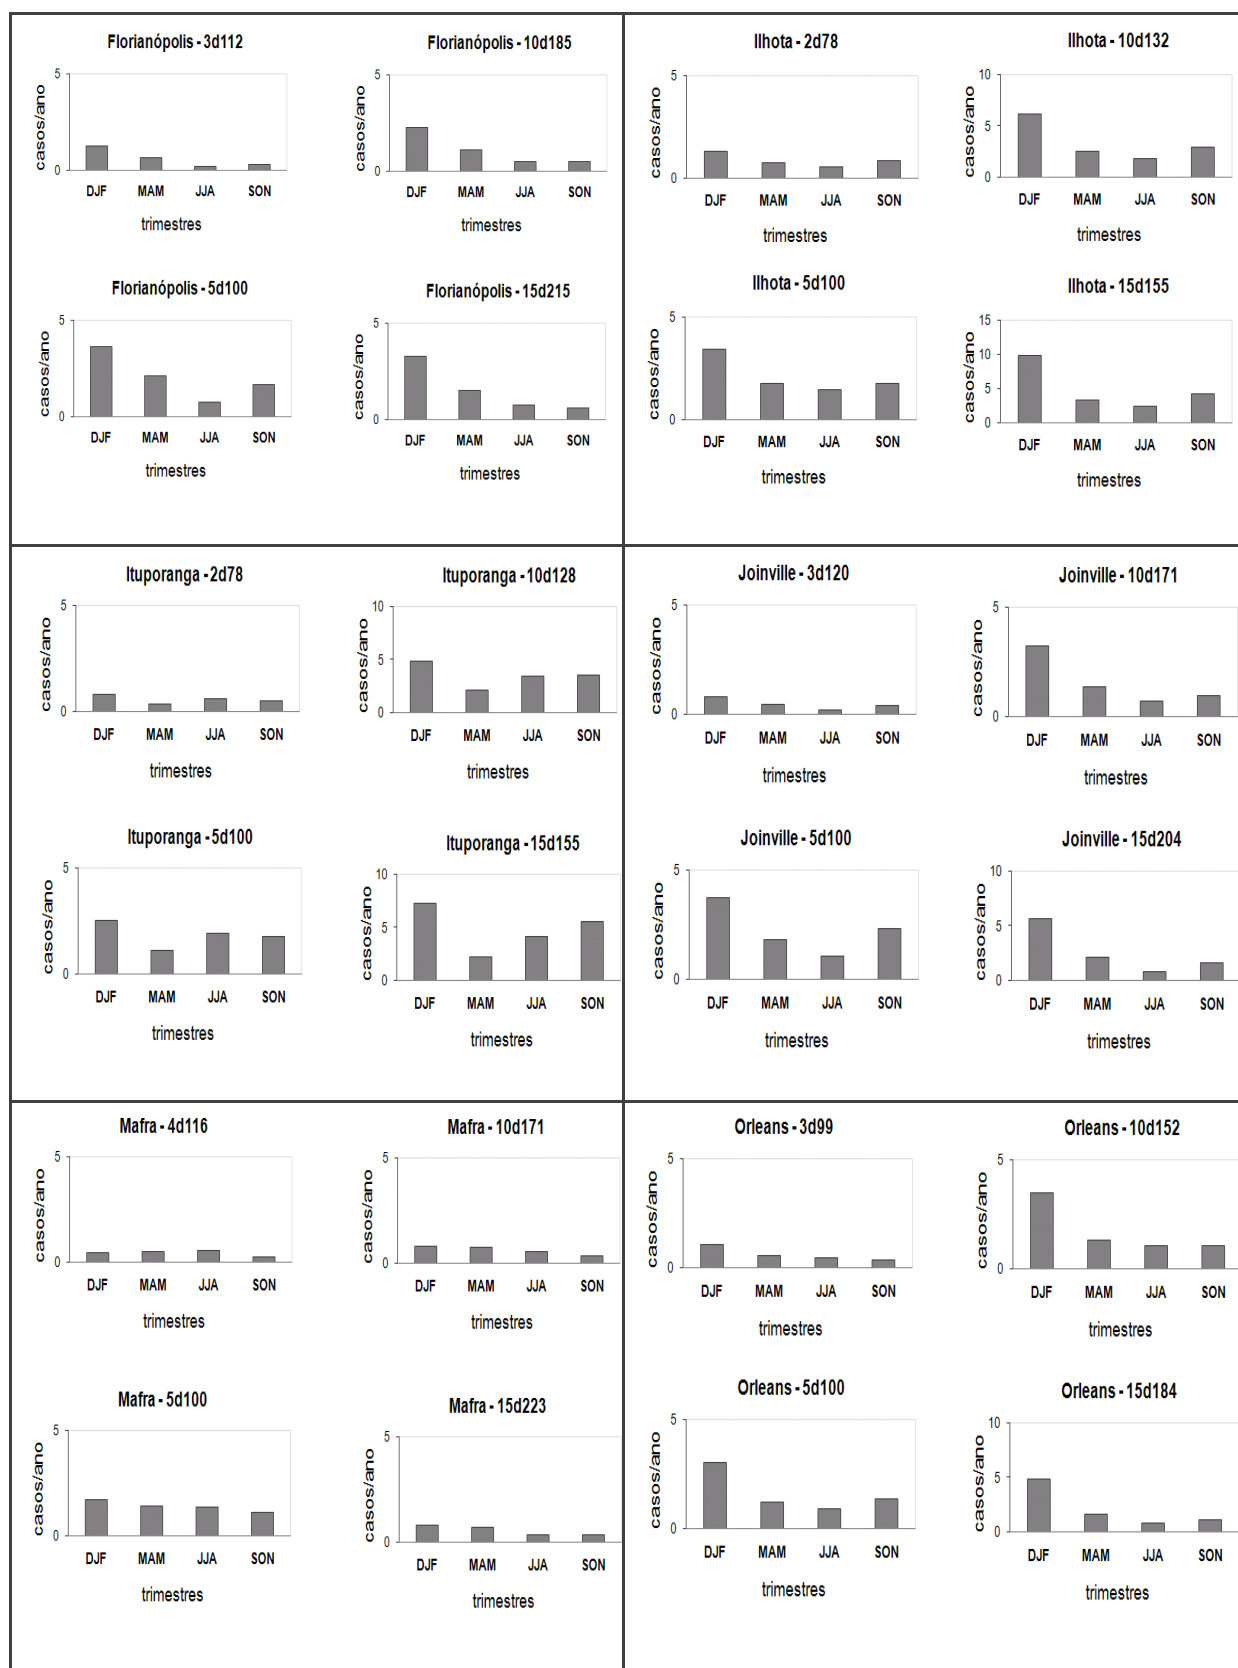 Florianópolis - 3d112
casos/ano
5
0
DJF MAM JJA SON
trimestres
Florianópolis - 10d185
casos/ano
5
0
DJF MAM JJA SON
trimestres
Florianópolis - 5d100
casos/ano
5
0
DJF MAM JJA SON
trimestres
Florianópolis - 15d215
casos/ano
5
0
DJF MAM JJA SON
trimestres
Ilhota - 2d78
casos/ano
5
0
DJF MAM JJA SON
trimestres
Ilhota - 10d132
casos/ano
10
5
0
DJF MAM JJA SON
trimestres
Ilhota - 5d100
casos/ano
5
0
DJF MAM JJA SON
trimestres
Ilhota - 15d155
casos/ano
15
10
5
0
DJF MAM JJA SON
trimestres
Ituporanga - 2d78
casos/ano
5
0
DJF MAM JJA SON
trimestres
Ituporanga - 10d128
casos/ano
10
5
0
DJF MAM JJA SON
trimestres
Ituporanga - 5d100
casos/ano
5
0
DJF MAM JJA SON
trimestres
Ituporanga - 15d155
casos/ano
10
5
0
DJF MAM JJA SON
trimestres
Joinville - 3d120
casos/ano
5
0
DJF MAM JJA SON
trimestres
Joinville - 10d171
casos/ano
5
0
DJF MAM JJA SON
trimestres
Joinville - 5d100
casos/ano
5
0
DJF MAM JJA SON
trimestres
Joinville - 15d204
casos/ano
10
5
0
DJF MAM JJA SON
trimestres
Mafra - 4d116
casos/ano
5
0
DJF MAM JJA SON
trimestres
Mafra - 10d171
casos/ano
5
0
DJF MAM JJA SON
trimestres
Mafra - 5d100
casos/ano
5
0
DJF MAM JJA SON
trimestres
Mafra - 15d223
casos/ano
5
0
DJF MAM JJA SON
trimestres
Orleans - 3d99
casos/ano
5
0
DJF MAM JJA SON
trimestres
Orleans - 10d152
casos/ano
5
0
DJF MAM JJA SON
trimestres
Orleans - 5d100
casos/ano
5
0
DJF MAM JJA SON
trimestres
Orleans - 15d184
casos/ano
10
5
0
DJF MAM JJA SON
trimestres